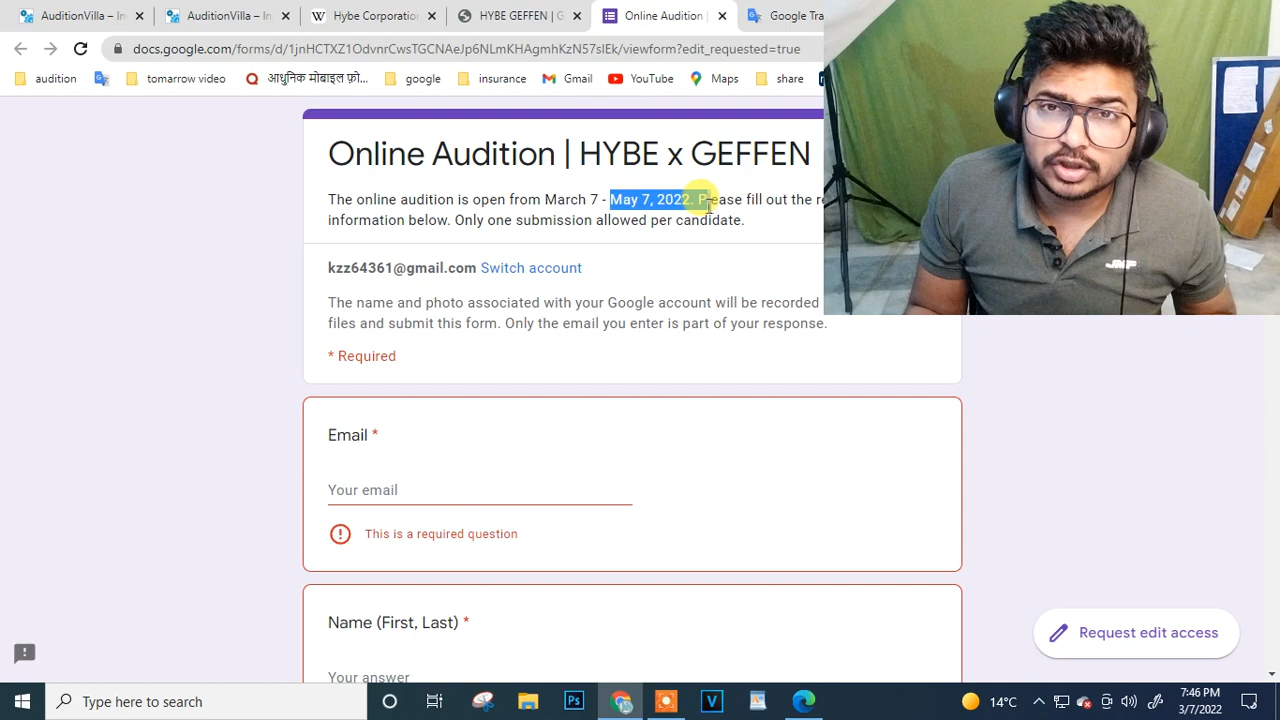 AuditionVilla – In
AuditionVilla – In
Hybe Corporation
HYBE GEFFEN | G
Online Audition |
Google Tra
docs.google.com/forms/d/1jnHCTXZ1OdvnrCwsTGCNAeJp6NLmKHAgmhKzN57sIEk/viewform?edit_requested=true
audition
tomarrow video
आधुनिक मोबाइल फ़ो...
google
insurance
Gmail
YouTube
Maps
share
Online Audition | HYBE x GEFFEN
The online audition is open from March 7 - May 7, 2022. Please fill out the re
information below. Only one submission allowed per candidate.
kzz64361@gmail.com Switch account
The name and photo associated with your Google account will be recorded
files and submit this form. Only the email you enter is part of your response.
* Required
Email *
Your email
This is a required question
Name (First, Last) *
Your answer
Request edit access
Type here to search
Ps
V
14°C
7:46 PM
3/7/2022